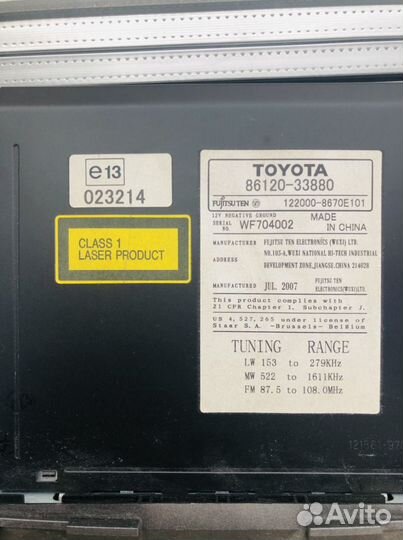 e13
023214
CLASS 1
LASER PRODUCT
TOYOTA
86120-33880
FUJITSU TEN 122000-8670E101
12V NEGATIVE GROUND
SERIAL NO. WF704002
MADE IN CHINA
MANUFACTURER FUJITSU TEN ELECTRONICS (WUXI) LTD.
ADDRESS NO.105-A,WUXI NATIONAL HI-TECH INDUSTRIAL
DEVELOPMENT ZONE,JIANGSU,CHINA 214028
MANUFACTURED JUL. 2007 FUJITSU TEN
ELECTRONICS(WUXI)LTD.
This product complies with
21 CFR Chapter 1. Subchapter J.
US 4,527,265 under license of
Staar S.A. -Brussels- Belgium
TUNING RANGE
LW 153 to 279KHz
MW 522 to 1611KHz
FM 87.5 to 108.0MHz
Avito